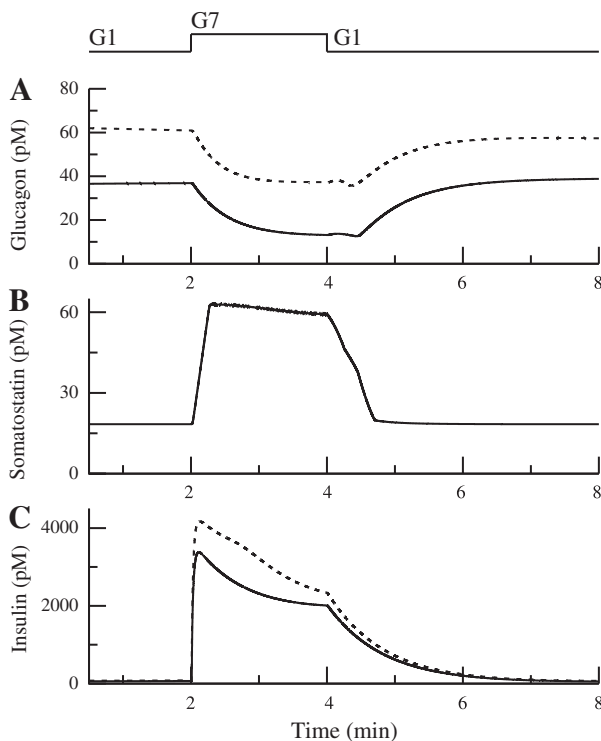 G7
G1 G1
A
80
60
40
20
0
Glucagon (pM)
2 4 6 8
B
60
30
0
Somatostatin (pM)
2 4 6 8
C
4000
2000
0
Insulin (pM)
2 4 6 8
Time (min)